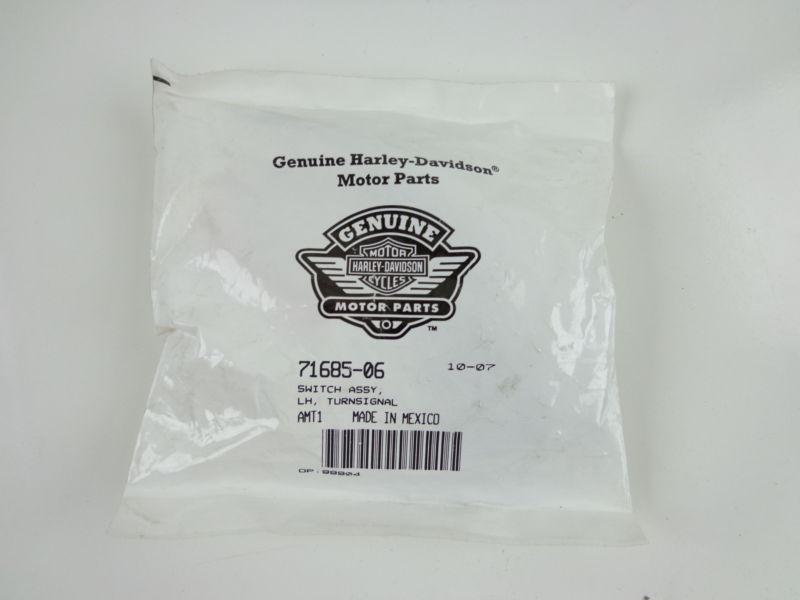 Genuine Harley-Davidson®
Motor Parts
GENUINE
MOTOR
HARLEY-DAVIDSON
CYCLES
MOTOR PARTS
™
71685-06 10-07
SWITCH ASSY,
LH, TURNSIGNAL
AMT1 MADE IN MEXICO
OP: